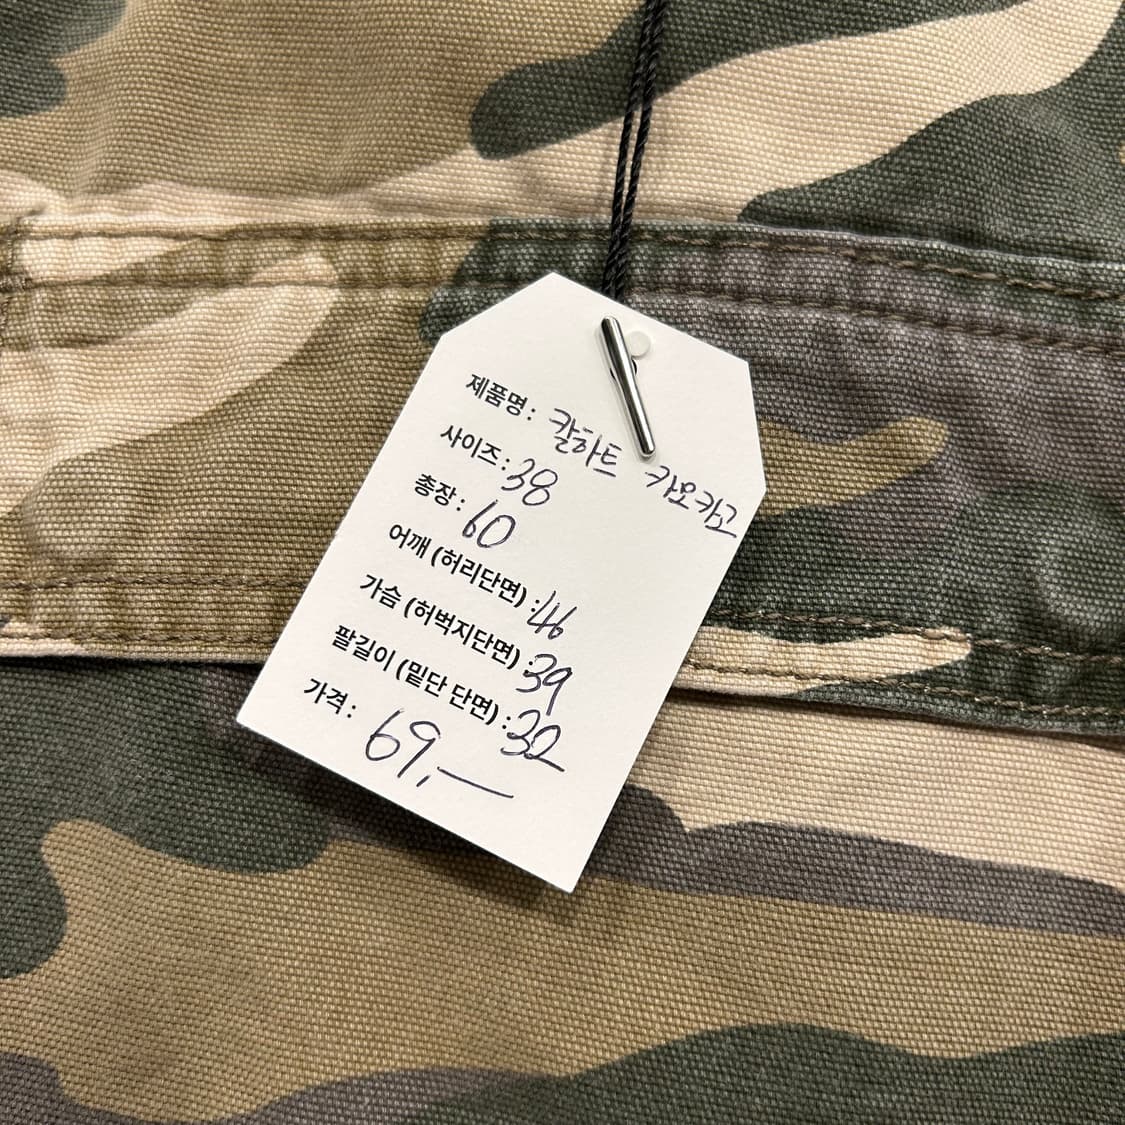 제품명: 칼하트 카모카고
사이즈: 38
총장: 60
어깨 (허리단면) : 46
가슴 (허벅지단면) : 39
팔길이 (밑단 단면) : 32
가격: 69,—